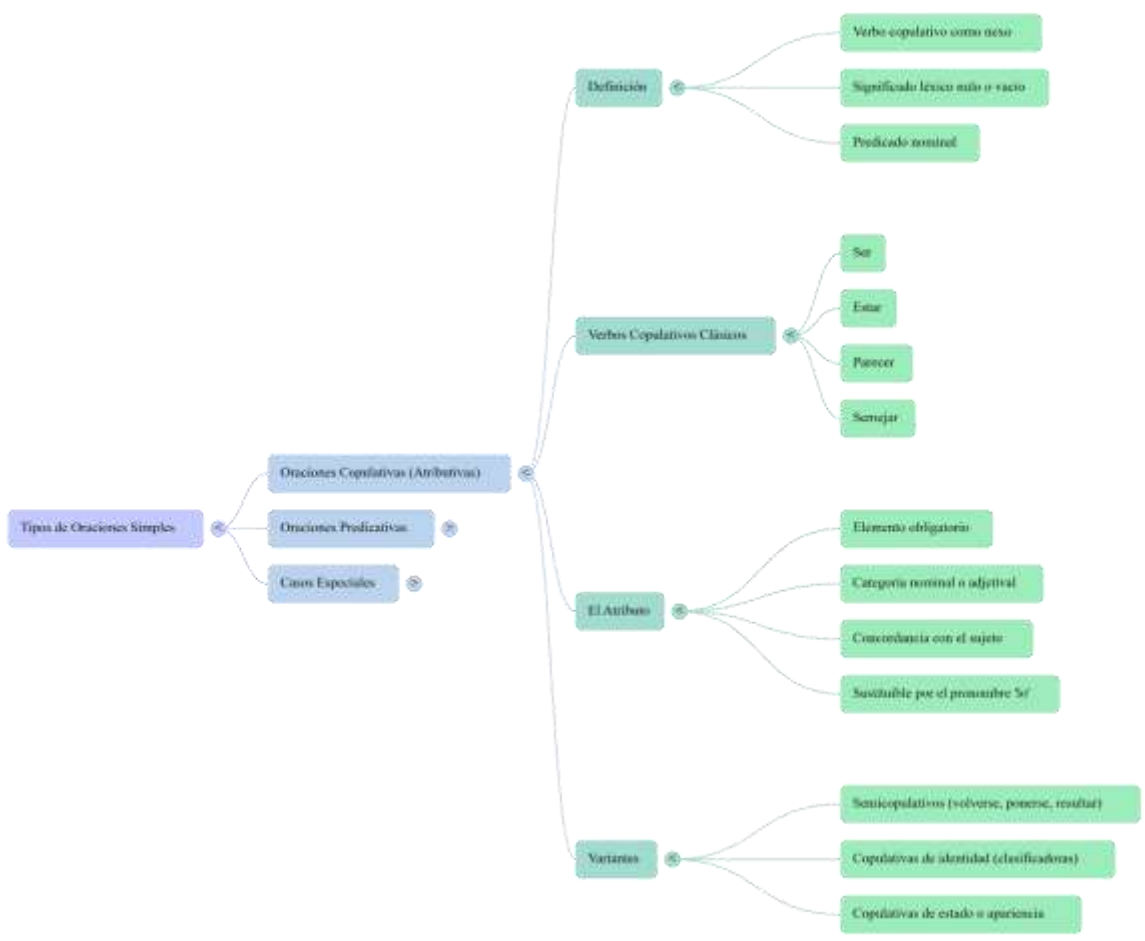 Tipos de Oraciones Simples
Oraciones Copulativas (Atributivas)
Definición
Verbo copulativo como nexo
Significado léxico nulo o vacío
Predicado nominal
Verbos Copulativos Clásicos
Ser
Estar
Parecer
Semejar
El Atributo
Elemento obligatorio
Categoría nominal o adjetival
Concordancia con el sujeto
Sustituible por el pronombre 'lo'
Variantes
Semicopulativos (volverse, ponerse, resultar)
Copulativas de identidad (clasificadoras)
Copulativas de estado o apariencia
Oraciones Predicativas
Casos Especiales